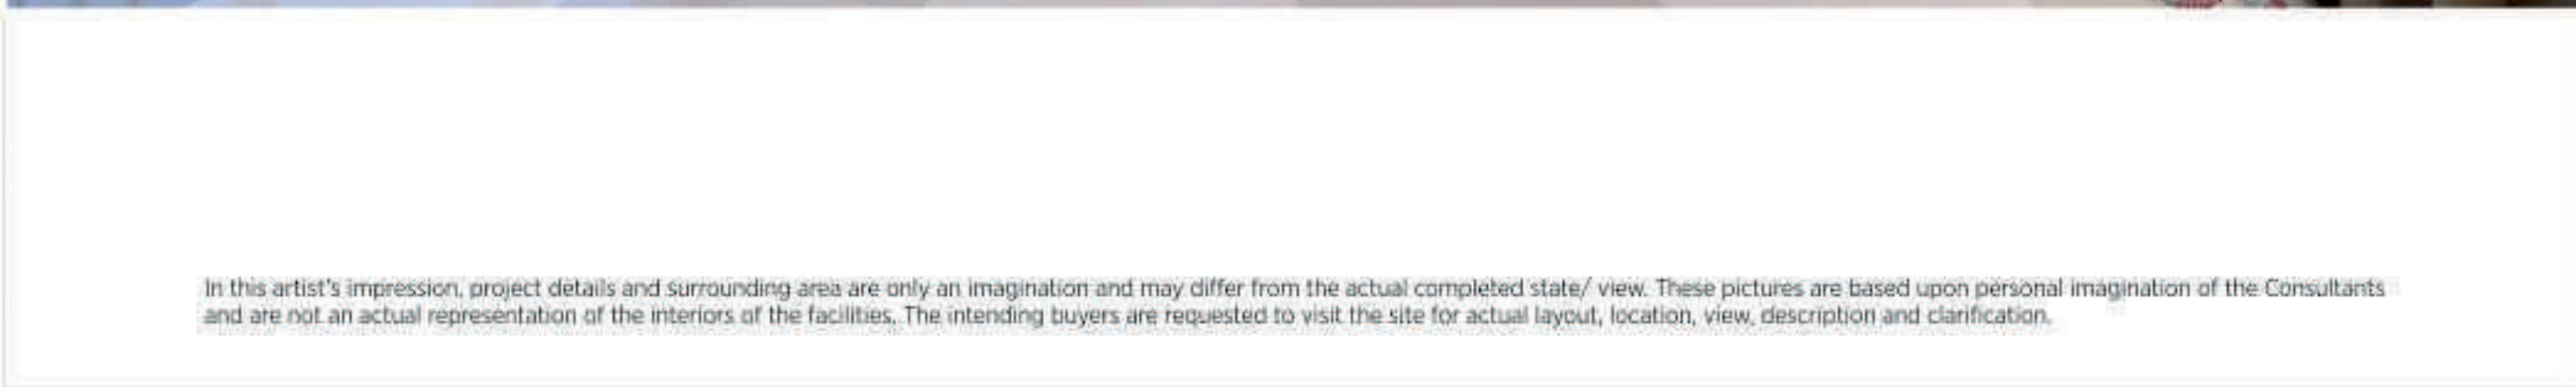 In this artist's impression, project details and surrounding area are only an imagination and may differ from the actual completed state/ view. These pictures are based upon personal imagination of the Consultants
and are not an actual representation of the interiors of the facilities. The intending buyers are requested to visit the site for actual layout, location, view, description and clarification.